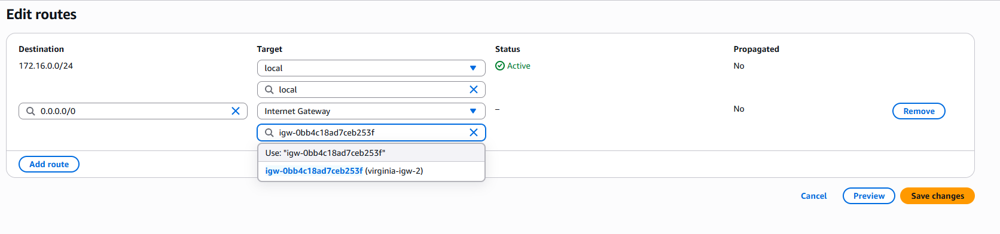 Edit routes
Destination Target Status Propagated
172.16.0.0/24 local Active No
local
0.0.0.0/0 Internet Gateway – No Remove
igw-0bb4c18ad7ceb253f
Use: "igw-0bb4c18ad7ceb253f"
Add route igw-0bb4c18ad7ceb253f (virginia-igw-2)
Cancel Preview Save changes